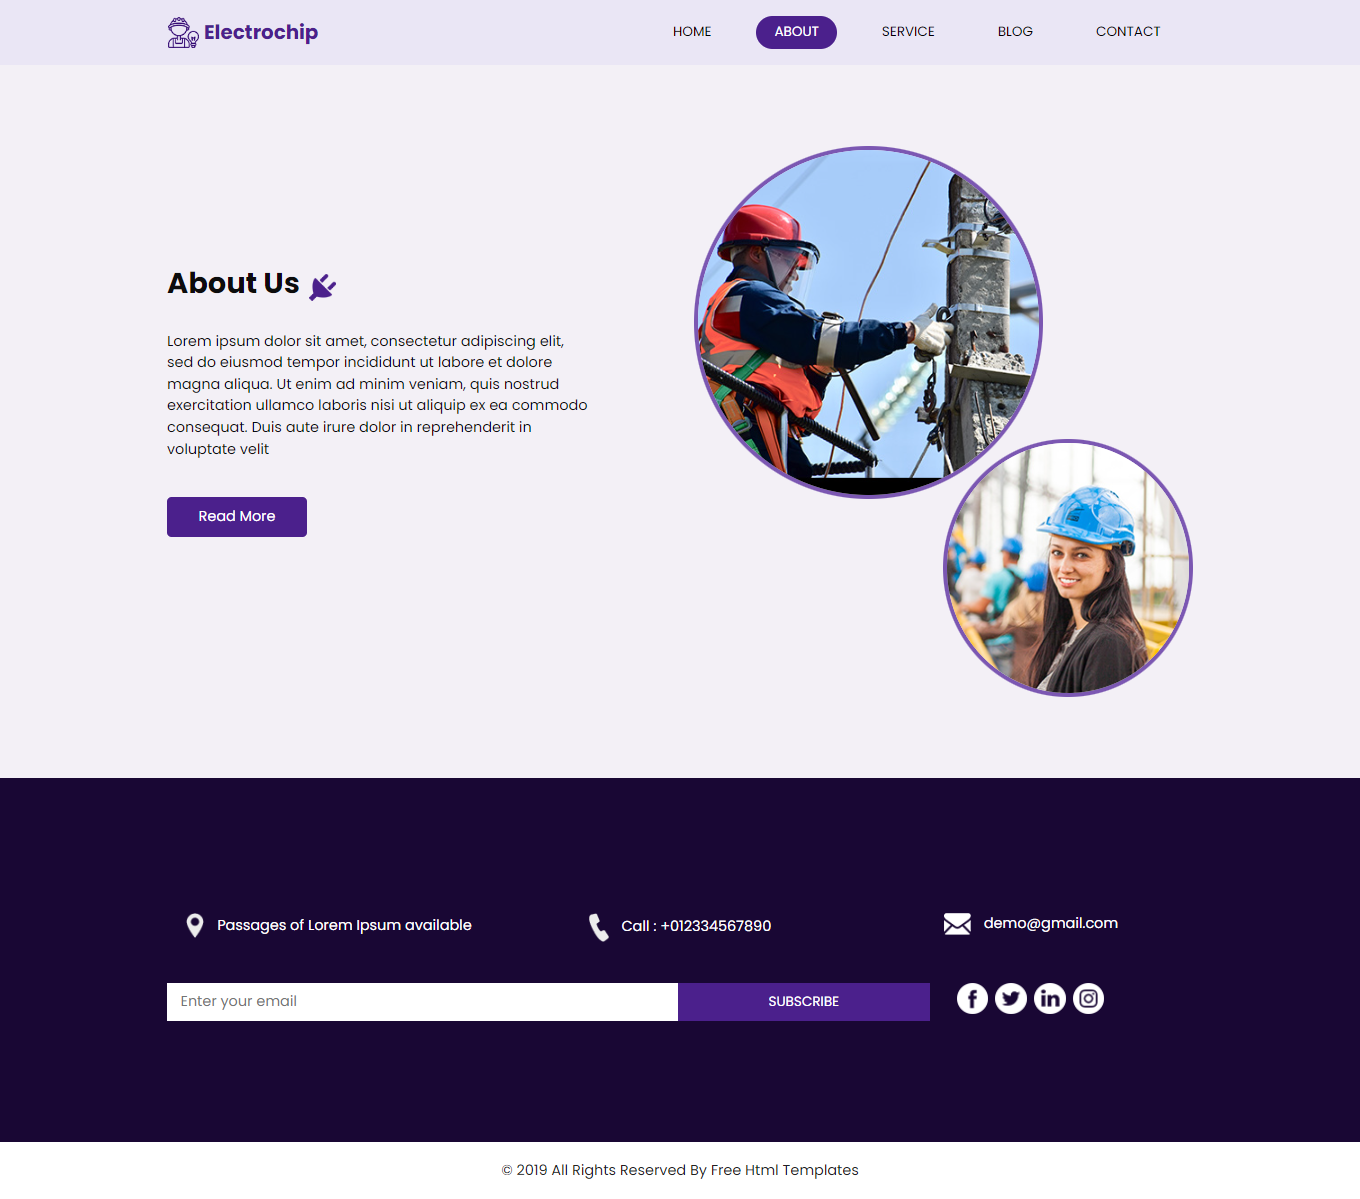 Electrochip
HOME
ABOUT
SERVICE
BLOG
CONTACT
About Us
Lorem ipsum dolor sit amet, consectetur adipiscing elit,
sed do eiusmod tempor incididunt ut labore et dolore
magna aliqua. Ut enim ad minim veniam, quis nostrud
exercitation ullamco laboris nisi ut aliquip ex ea commodo
consequat. Duis aute irure dolor in reprehenderit in
voluptate velit
Read More
Passages of Lorem Ipsum available
Call : +012334567890
demo@gmail.com
Enter your email
SUBSCRIBE
© 2019 All Rights Reserved By Free Html Templates